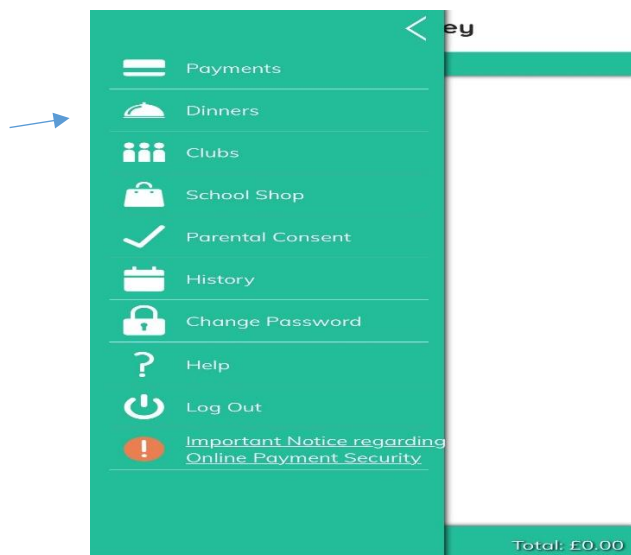 ey
Payments
Dinners
Clubs
School Shop
Parental Consent
History
Change Password
? Help
Log Out
! Important Notice regarding
Online Payment Security
Total: £0.00